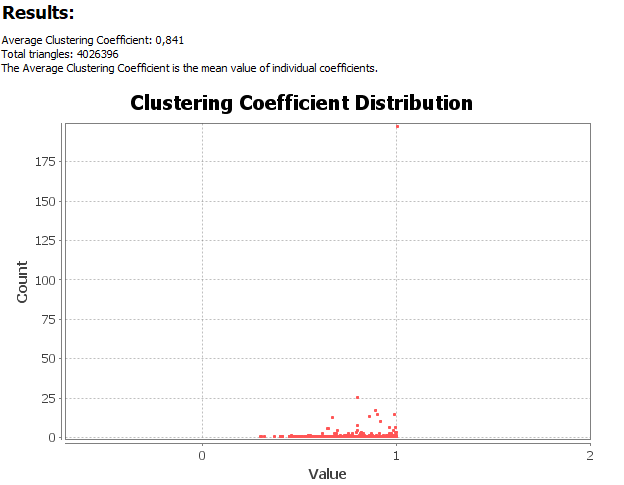 Results:
Average Clustering Coefficient: 0,841
Total triangles: 4026396
The Average Clustering Coefficient is the mean value of individual coefficients.
Clustering Coefficient Distribution
175
150
125
100
75
50
25
0
Count
0 1 2
Value